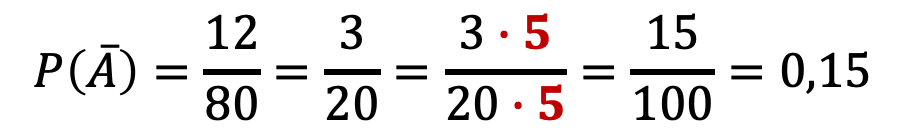 P(Ā) = 12/80 = 3/20 = 3 · 5/20 · 5 = 15/100 = 0,15